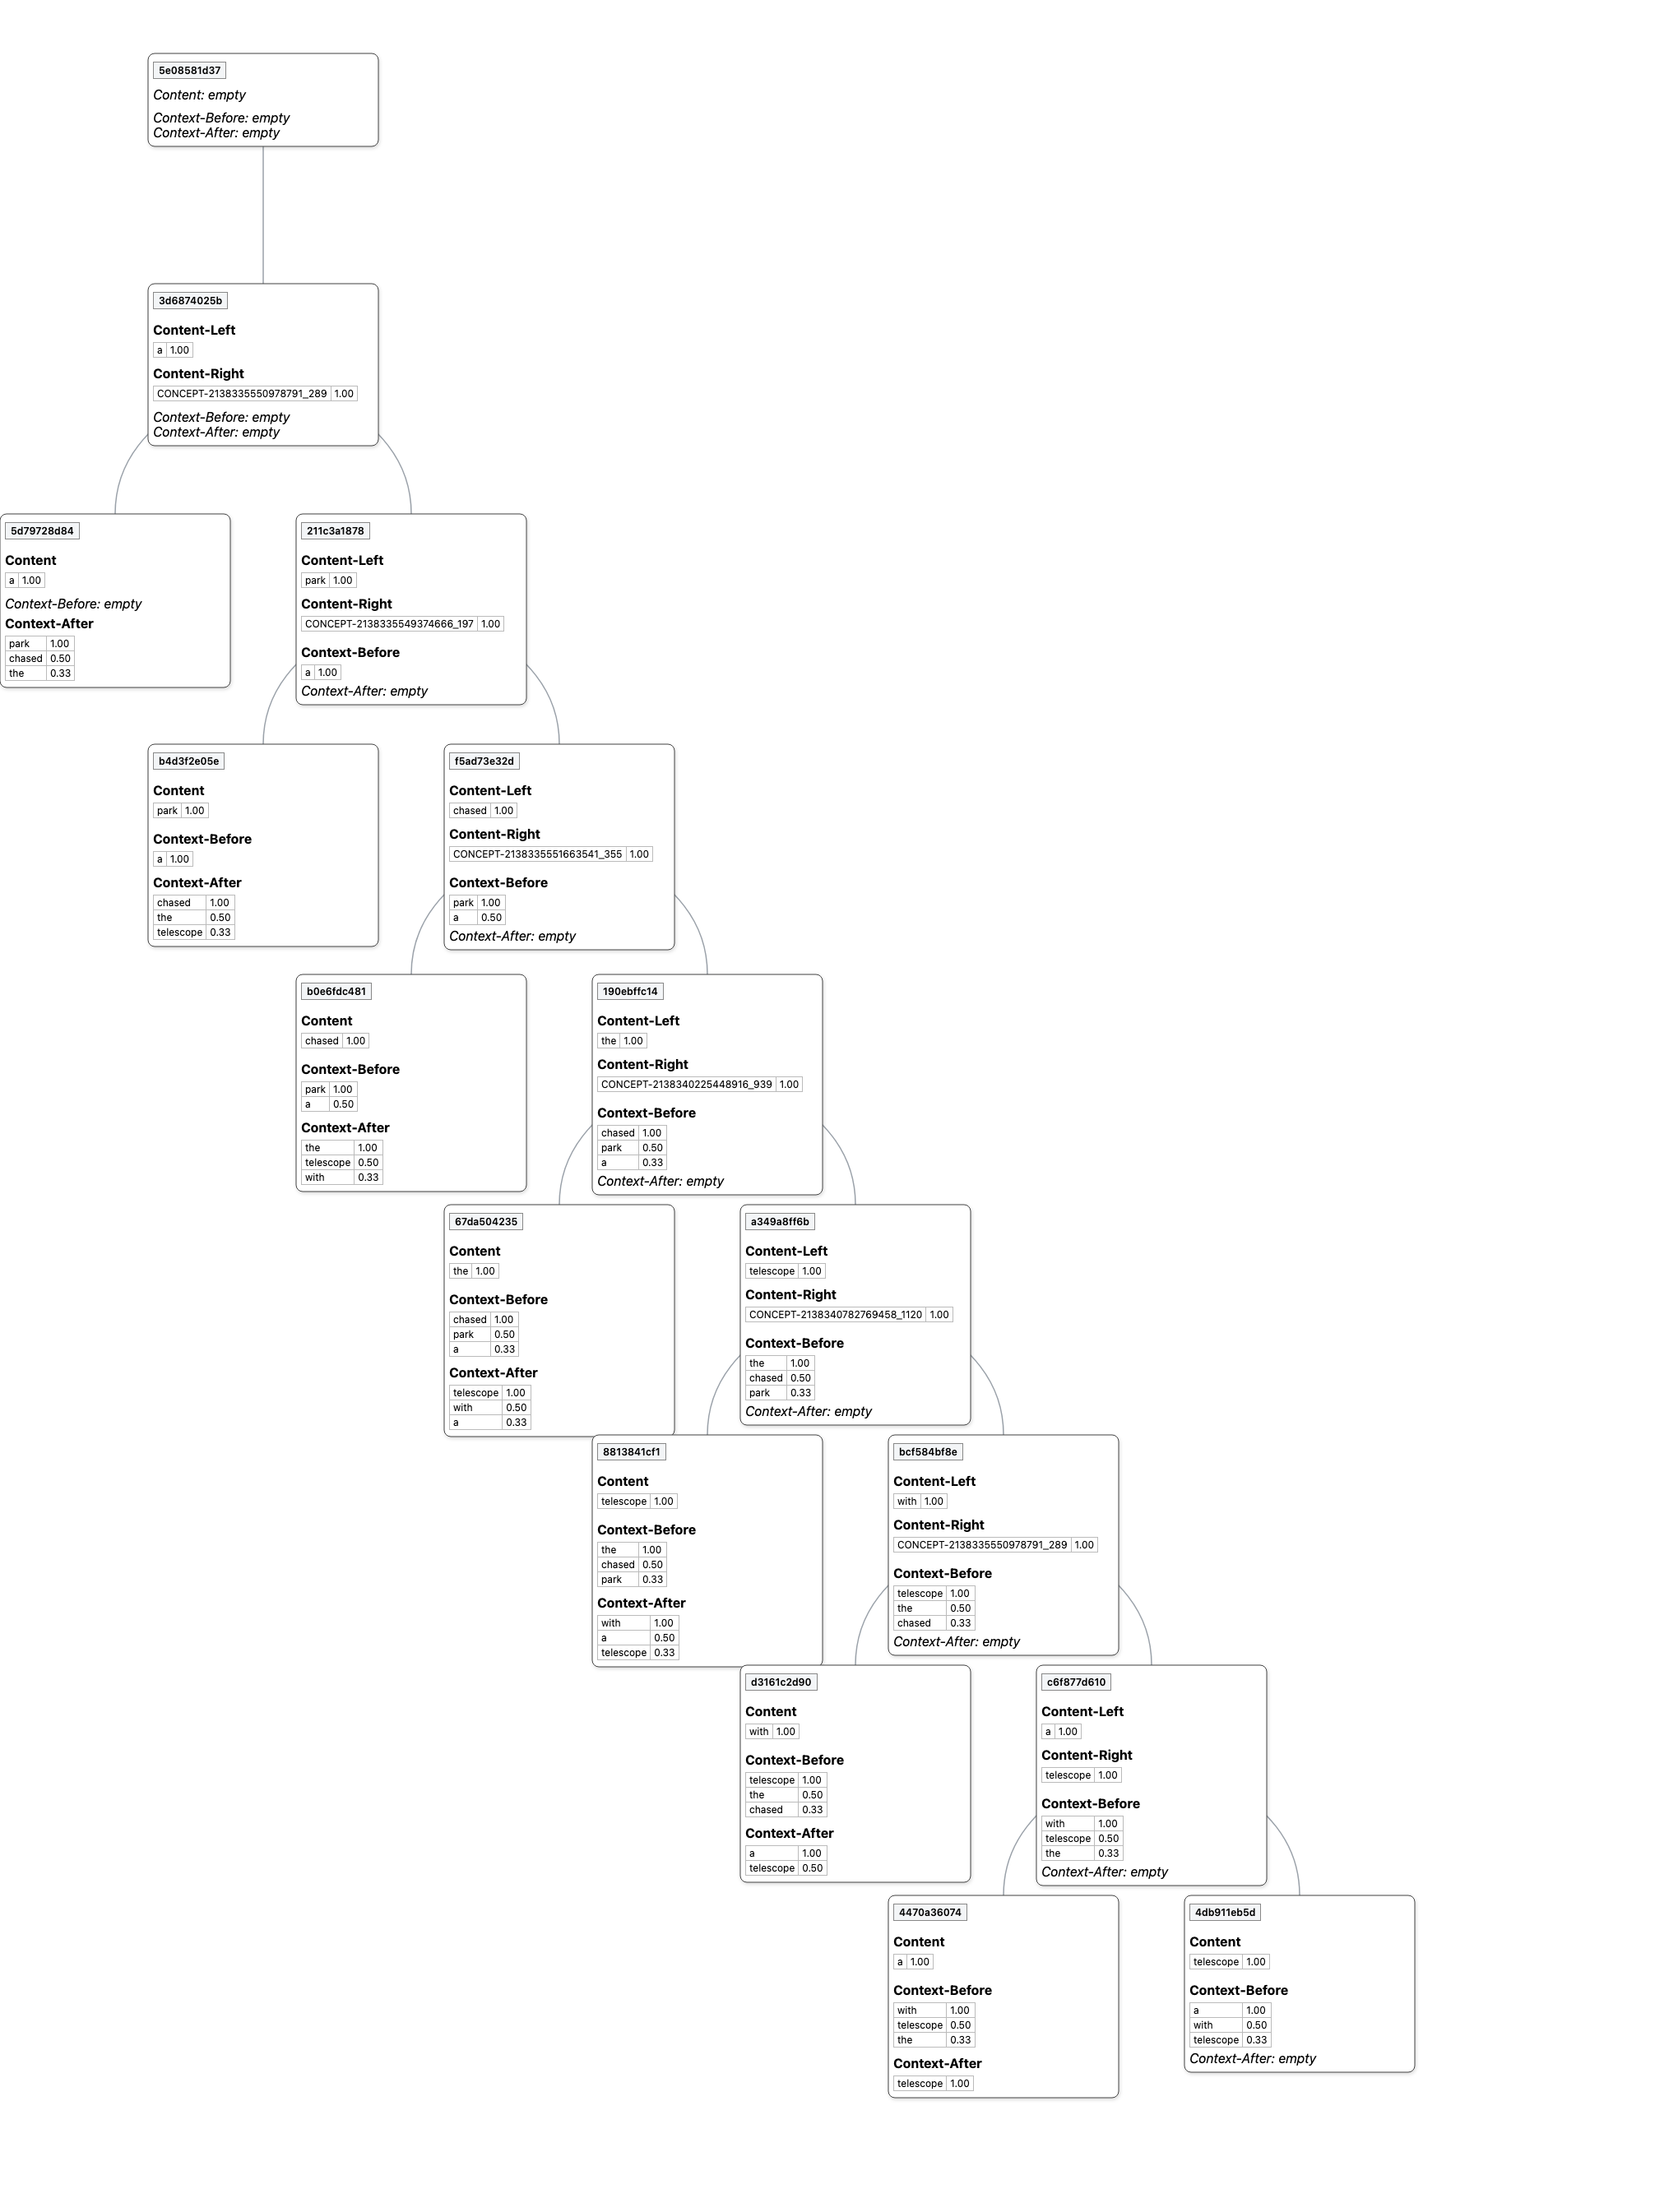 5e08581d37
Content: empty
Context-Before: empty
Context-After: empty
3d6874025b
Content-Left
a 1.00
Content-Right
CONCEPT-2138335550978791_289 1.00
Context-Before: empty
Context-After: empty
5d79728d84
Content
a 1.00
Context-Before: empty
Context-After
park 1.00
chased 0.50
the 0.33
211c3a1878
Content-Left
park 1.00
Content-Right
CONCEPT-2138335549374666_197 1.00
Context-Before
a 1.00
Context-After: empty
b4d3f2e05e
Content
park 1.00
Context-Before
a 1.00
Context-After
chased 1.00
the 0.50
telescope 0.33
f5ad73e32d
Content-Left
chased 1.00
Content-Right
CONCEPT-2138335551663541_355 1.00
Context-Before
park 1.00
a 0.50
Context-After: empty
b0e6fdc481
Content
chased 1.00
Context-Before
park 1.00
a 0.50
Context-After
the 1.00
telescope 0.50
with 0.33
190ebffc14
Content-Left
the 1.00
Content-Right
CONCEPT-2138340225448916_939 1.00
Context-Before
chased 1.00
park 0.50
a 0.33
Context-After: empty
67da504235
Content
the 1.00
Context-Before
chased 1.00
park 0.50
a 0.33
Context-After
telescope 1.00
with 0.50
a 0.33
a349a8ff6b
Content-Left
telescope 1.00
Content-Right
CONCEPT-2138340782769458_1120 1.00
Context-Before
the 1.00
chased 0.50
park 0.33
Context-After: empty
8813841cf1
Content
telescope 1.00
Context-Before
the 1.00
chased 0.50
park 0.33
Context-After
with 1.00
a 0.50
telescope 0.33
bcf584bf8e
Content-Left
with 1.00
Content-Right
CONCEPT-2138335550978791_289 1.00
Context-Before
telescope 1.00
the 0.50
chased 0.33
Context-After: empty
d3161c2d90
Content
with 1.00
Context-Before
telescope 1.00
the 0.50
chased 0.33
Context-After
a 1.00
telescope 0.50
c6f877d610
Content-Left
a 1.00
Content-Right
telescope 1.00
Context-Before
with 1.00
telescope 0.50
the 0.33
Context-After: empty
4470a36074
Content
a 1.00
Context-Before
with 1.00
telescope 0.50
the 0.33
Context-After
telescope 1.00
4db911eb5d
Content
telescope 1.00
Context-Before
a 1.00
with 0.50
telescope 0.33
Context-After: empty